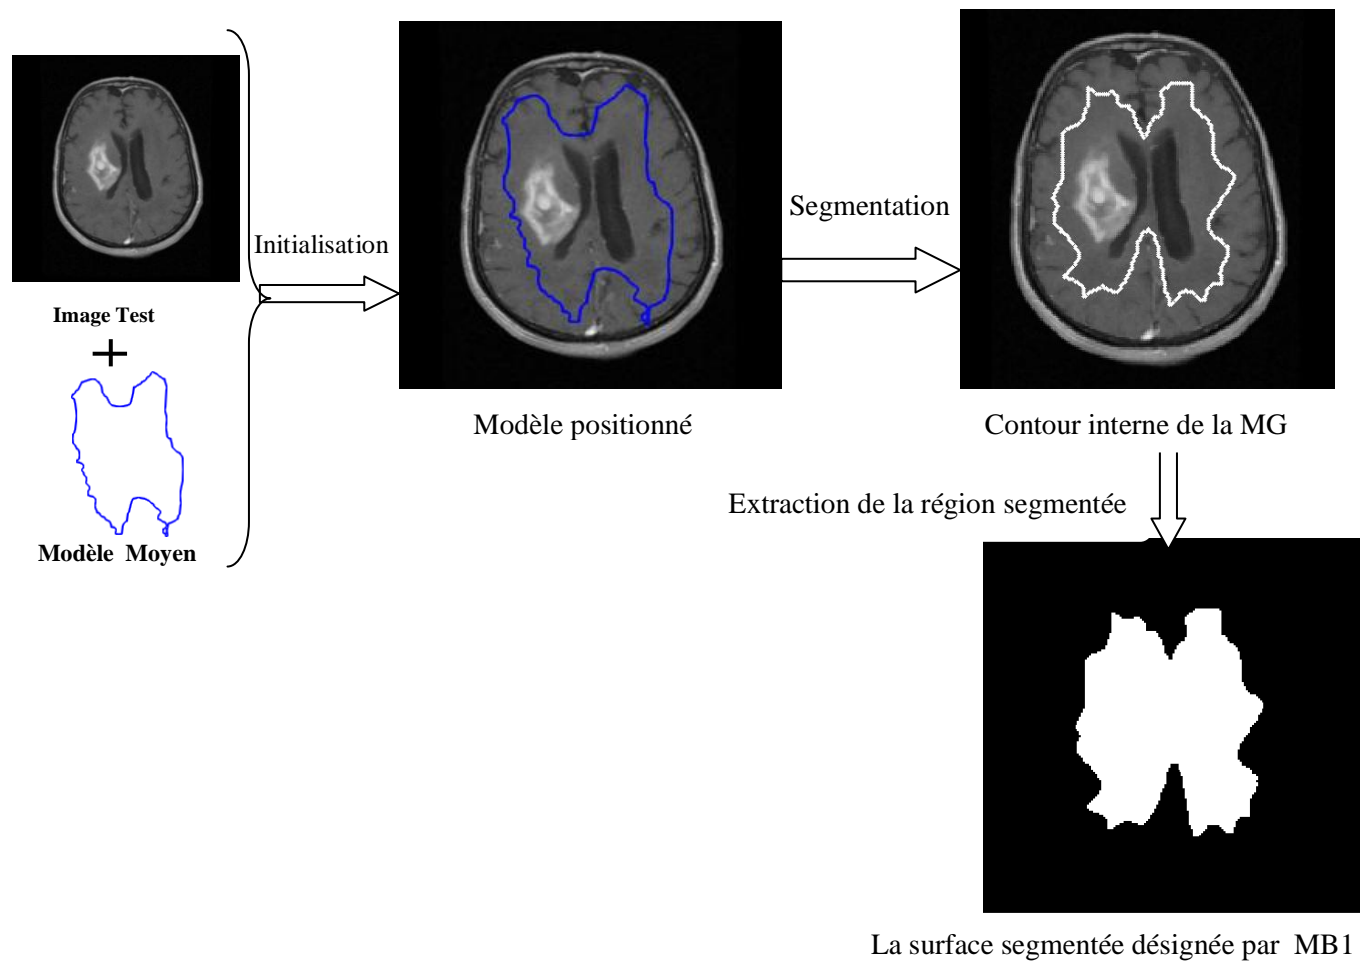 Image Test
+
Modèle Moyen
Initialisation
Modèle positionné
Segmentation
Contour interne de la MG
Extraction de la région segmentée
La surface segmentée désignée par MB1